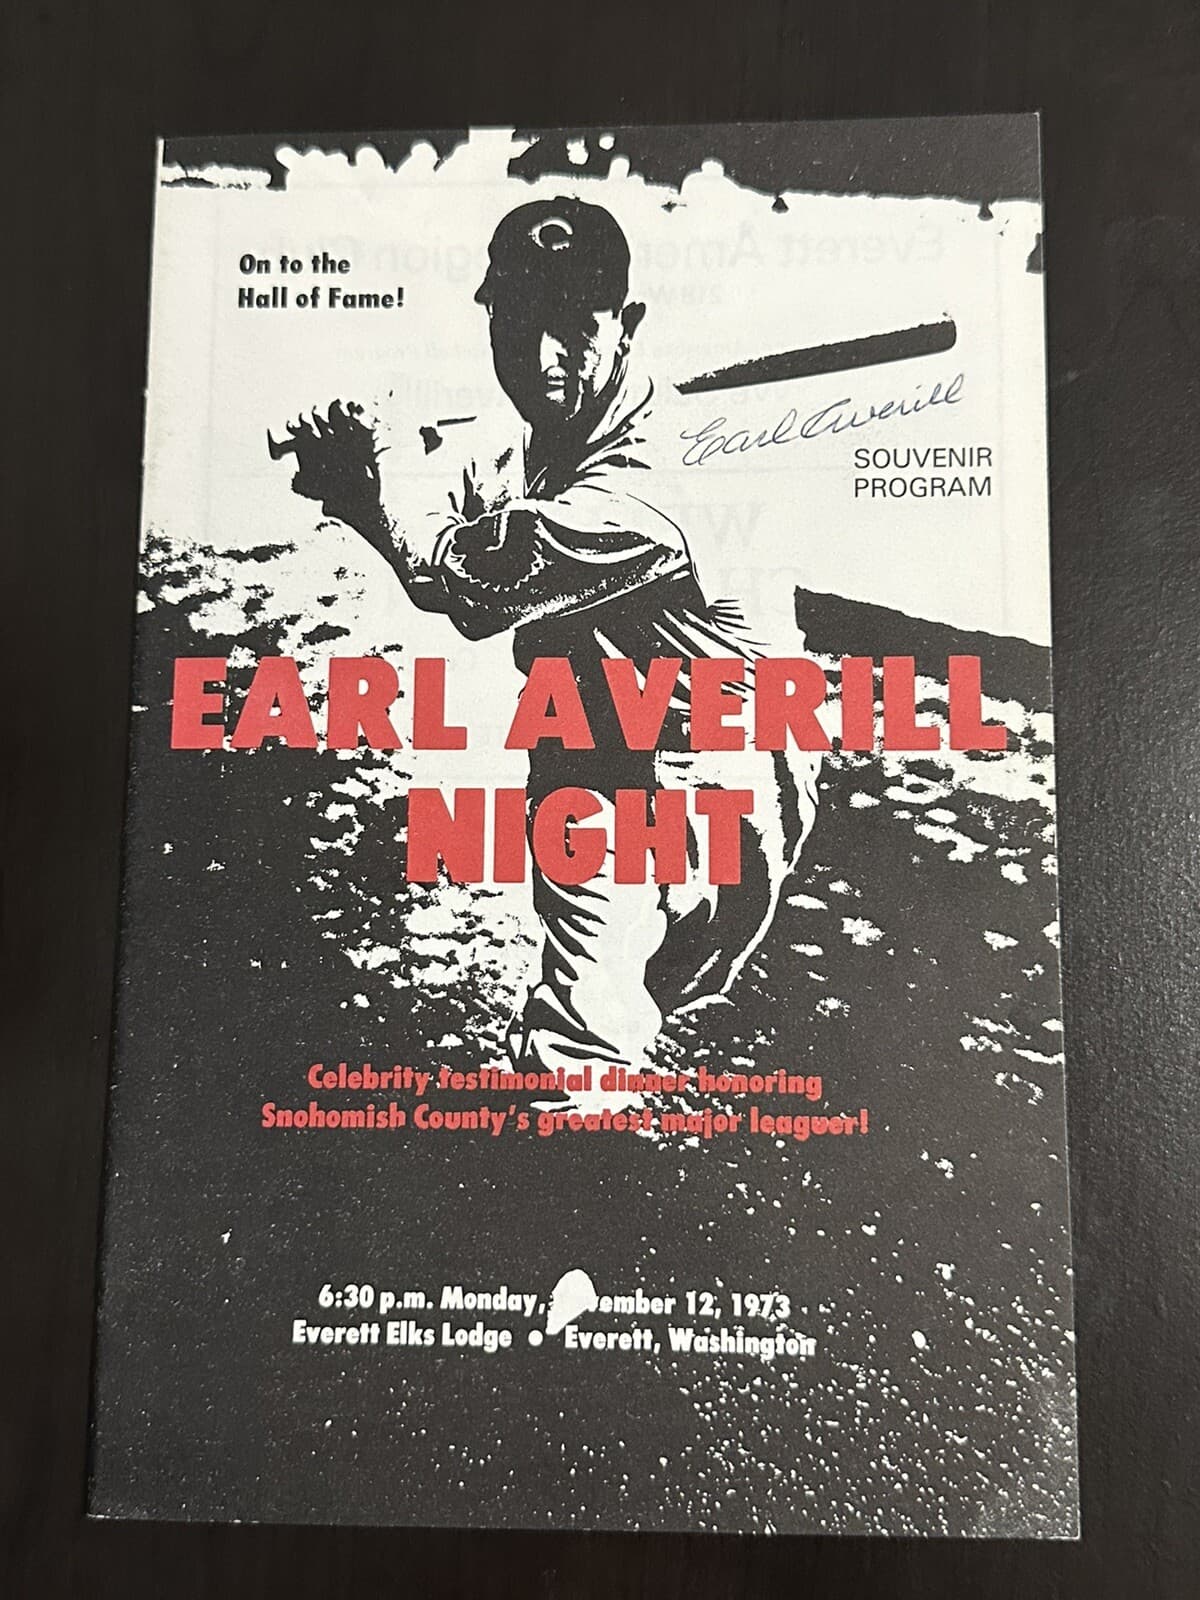 On to the
Hall of Fame!
C
Earl Averill
SOUVENIR
PROGRAM
EARL AVERILL
NIGHT
Celebrity testimonial dinner honoring
Snohomish County's greatest major leaguer!
6:30 p.m. Monday, ember 12, 1973
Everett Elks Lodge • Everett, Washington